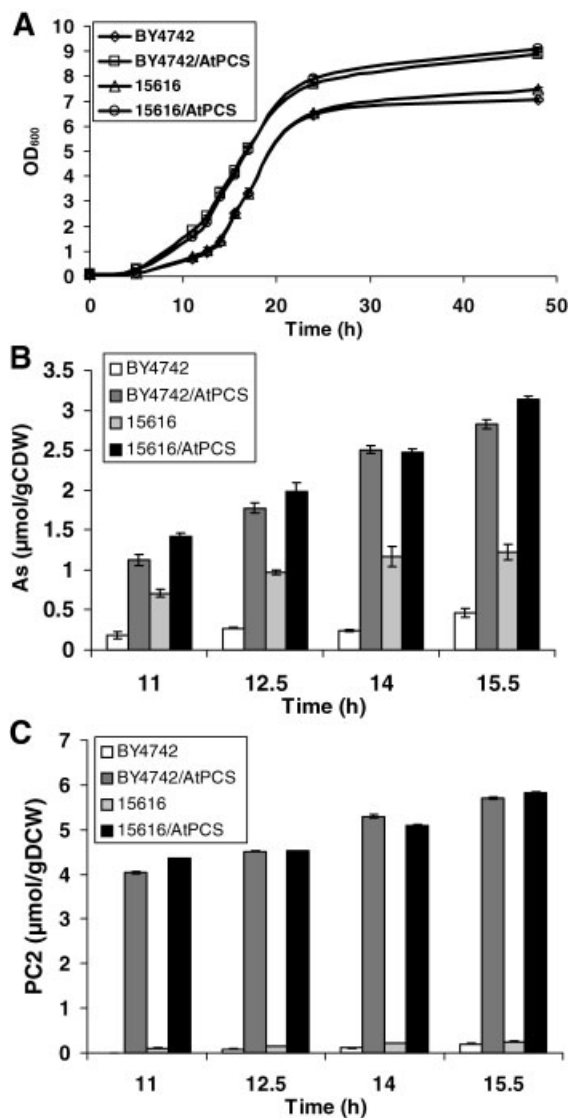 A
BY4742
BY4742/AtPCS
15616
15616/AtPCS
OD600
10
9
8
7
6
5
4
3
2
1
0
0 10 20 30 40 50
Time (h)
B
BY4742
BY4742/AtPCS
15616
15616/AtPCS
As (μmol/gCDW)
3.5
3
2.5
2
1.5
1
0.5
0
11 12.5 14 15.5
Time (h)
C
BY4742
BY4742/AtPCS
15616
15616/AtPCS
PC2 (μmol/gDCW)
7
6
5
4
3
2
1
0
11 12.5 14 15.5
Time (h)